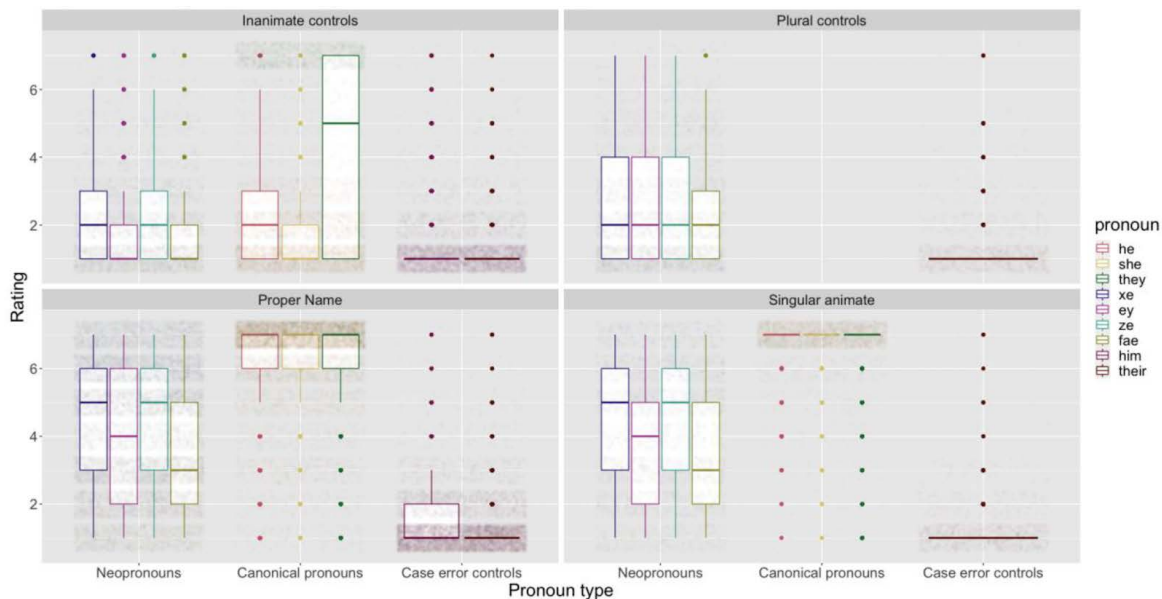 Inanimate controls
Plural controls
6
4
2
Proper Name
Singular animate
6
4
2
Rating
Neopronouns
Canonical pronouns
Case error controls
Neopronouns
Canonical pronouns
Case error controls
Pronoun type
pronoun
he
she
they
xe
ey
ze
fae
him
their